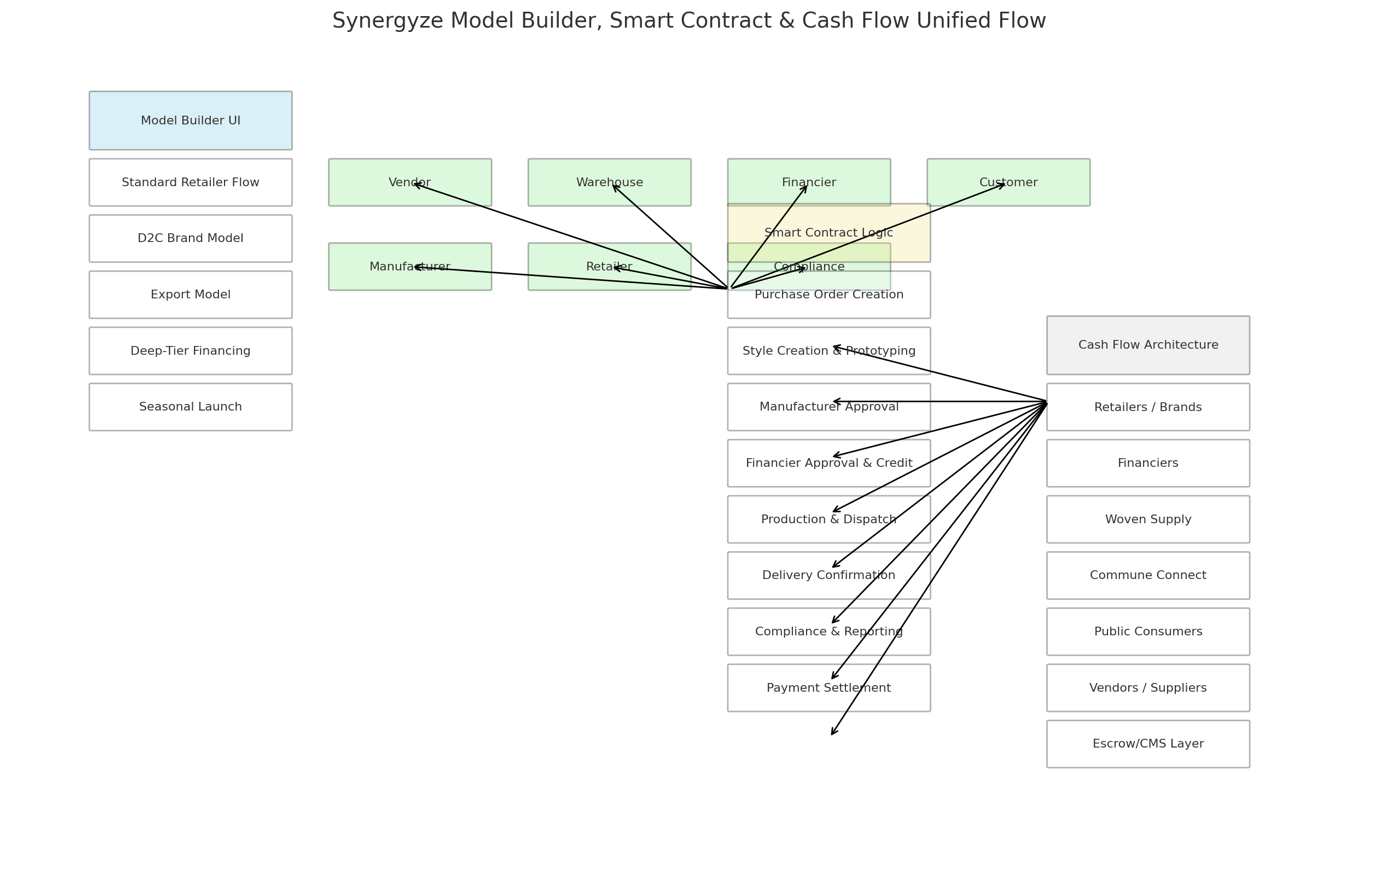 Synergyze Model Builder, Smart Contract & Cash Flow Unified Flow
Model Builder UI
Standard Retailer Flow
D2C Brand Model
Export Model
Deep-Tier Financing
Seasonal Launch
Vendor
Warehouse
Financier
Customer
Manufacturer
Retailer
Compliance
Smart Contract Logic
Purchase Order Creation
Style Creation & Prototyping
Manufacturer Approval
Financier Approval & Credit
Production & Dispatch
Delivery Confirmation
Compliance & Reporting
Payment Settlement
Cash Flow Architecture
Retailers / Brands
Financiers
Woven Supply
Commune Connect
Public Consumers
Vendors / Suppliers
Escrow/CMS Layer